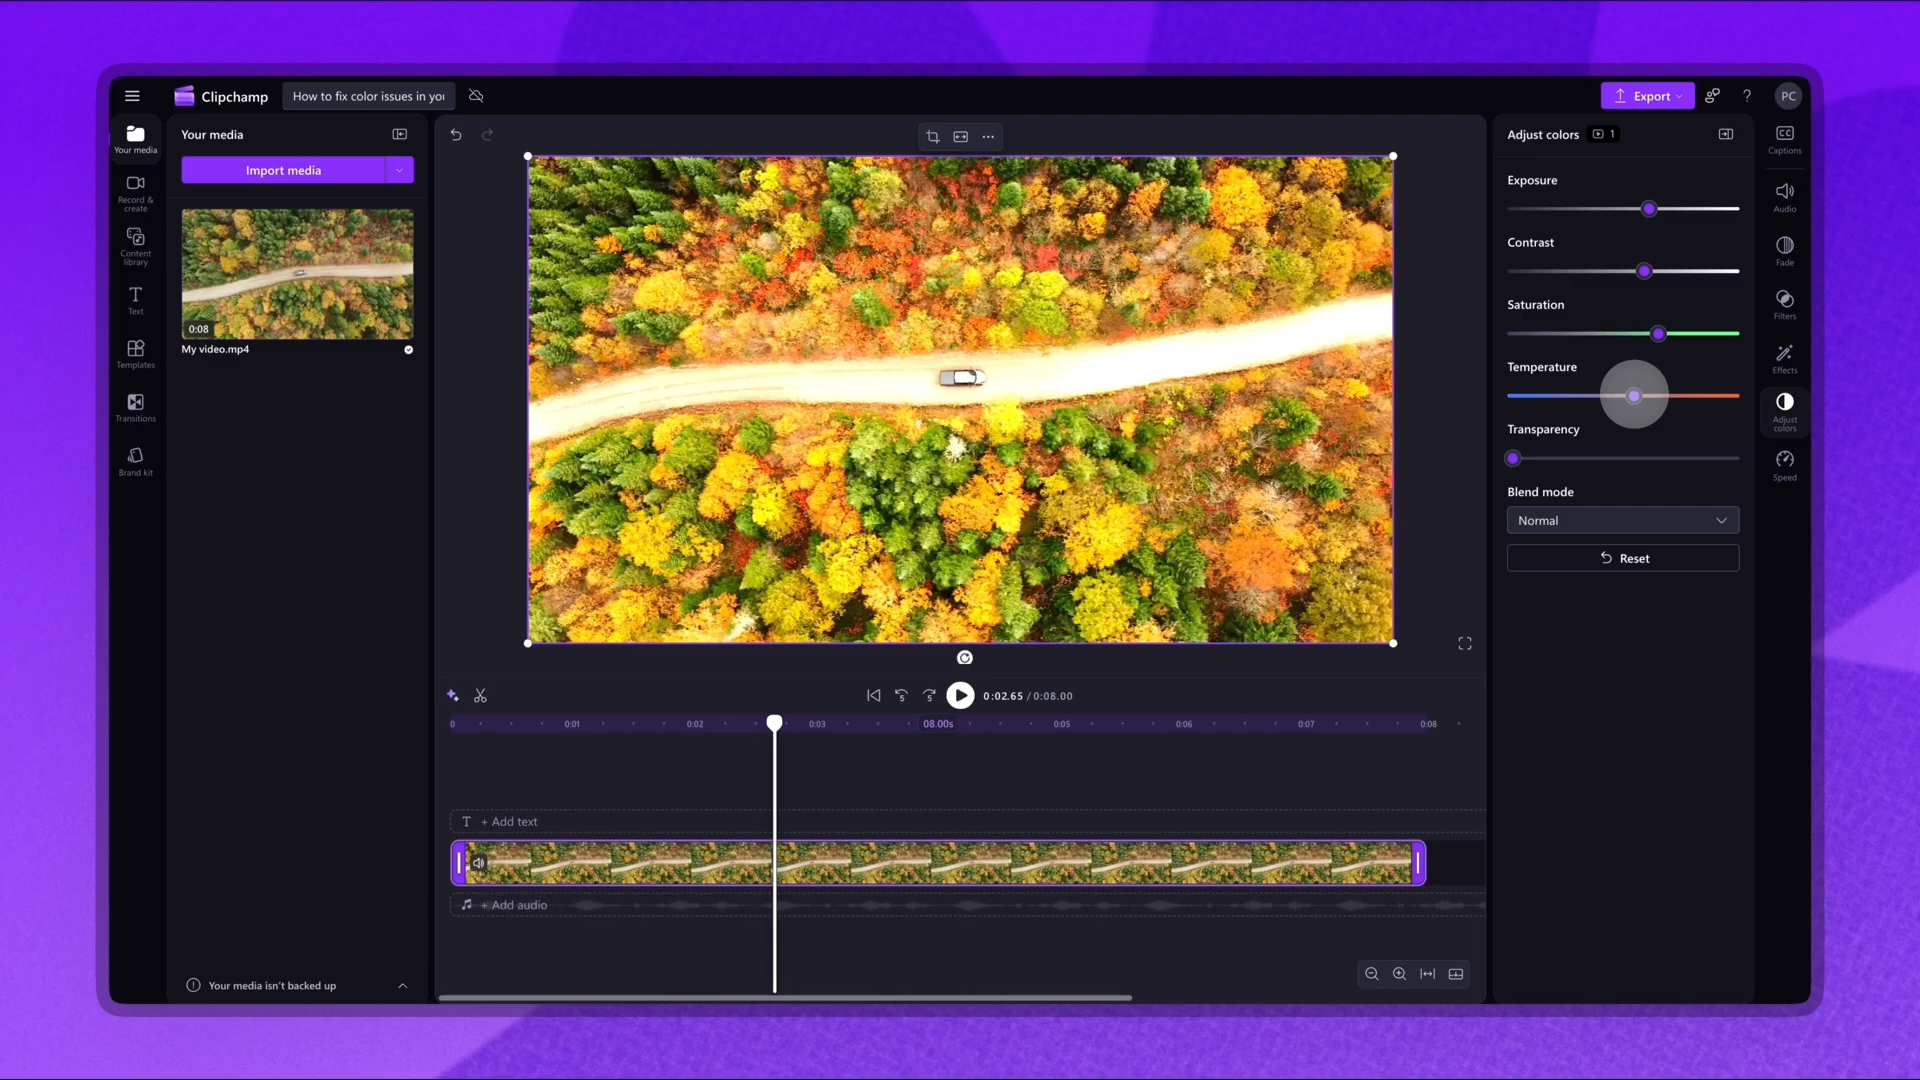 Clipchamp
How to fix color issues in you
Export
?
PC
Your media
Your media
Import media
Record &
create
Content
library
Text
Templates
Transitions
Brand kit
0:08
My video.mp4
Your media isn't backed up
5
5
0:02.65 / 0:08.00
0
0:01
0:02
0:03
08.00s
0:05
0:06
0:07
0:08
T + Add text
+ Add audio
Adjust colors
1
Exposure
Contrast
Saturation
Temperature
Transparency
Blend mode
Normal
Reset
CC
Captions
Audio
Fade
Filters
Effects
Adjust
colors
Speed